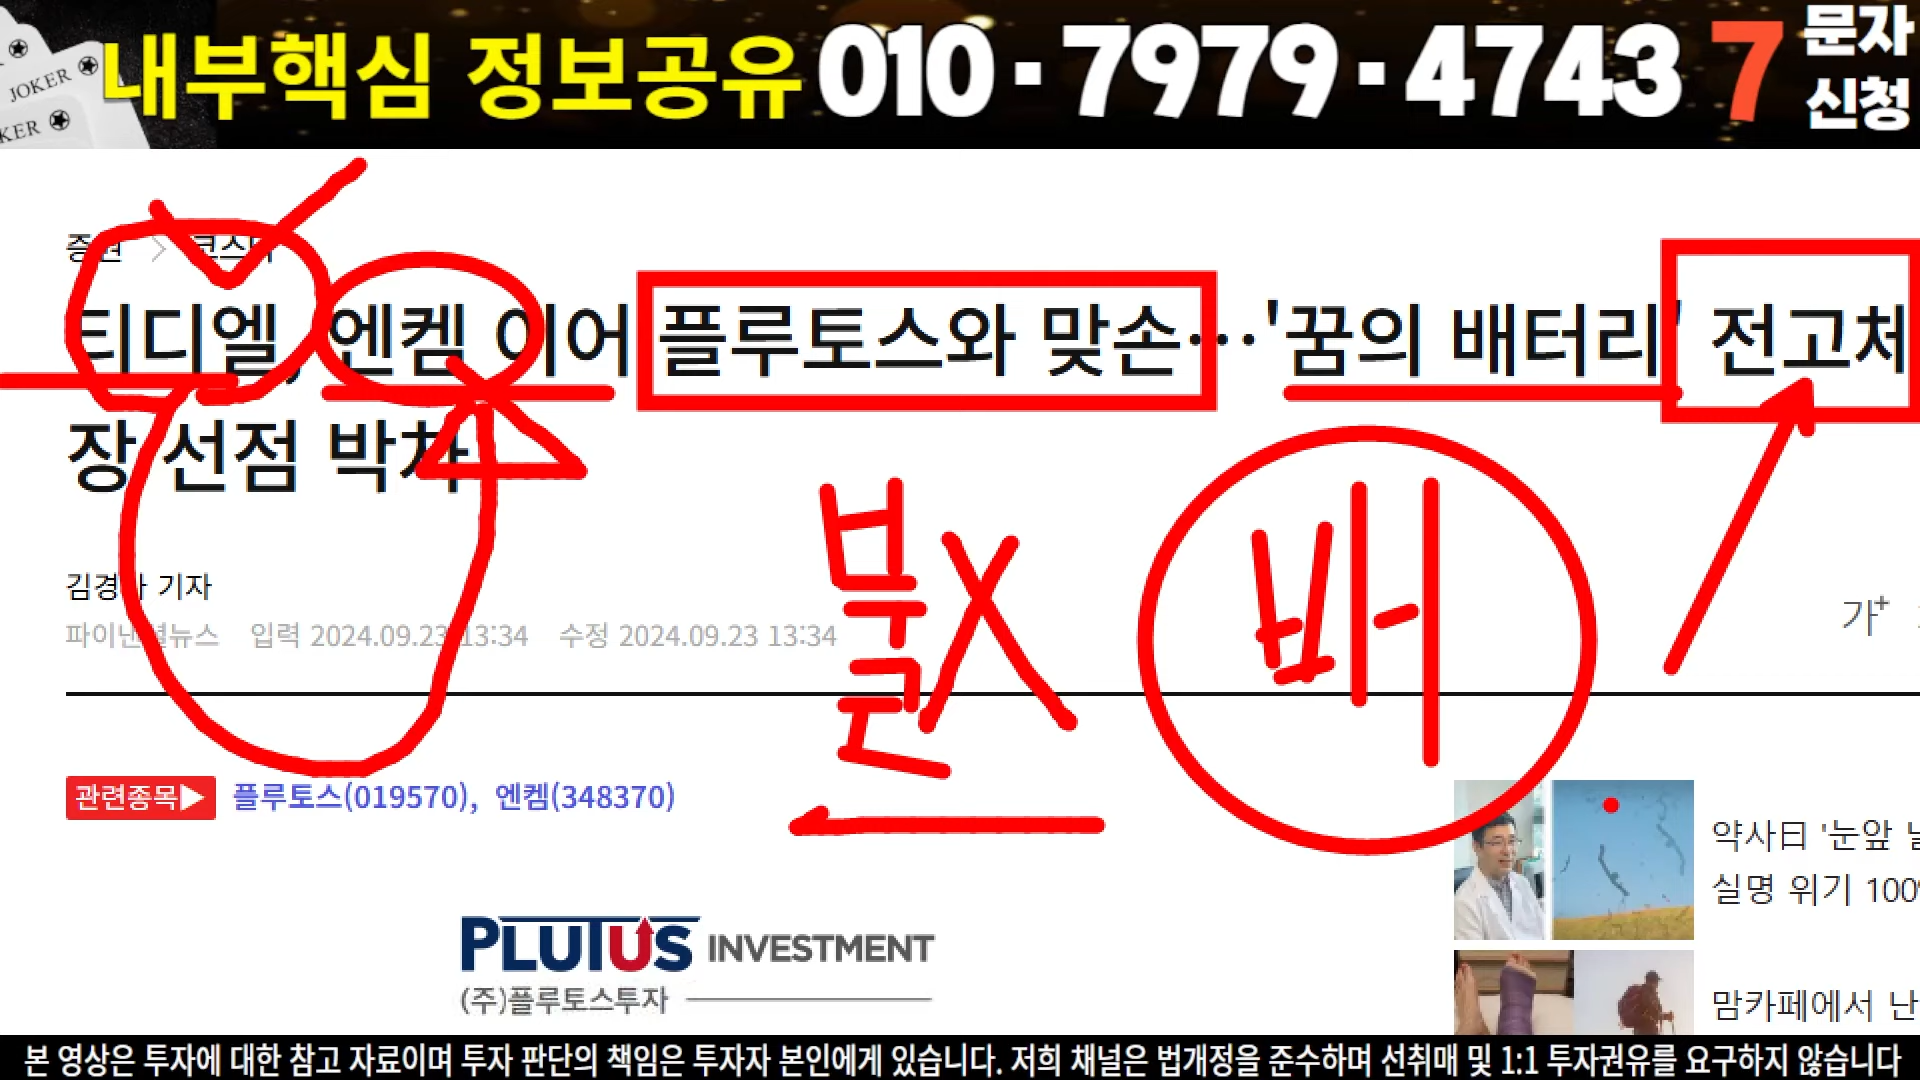 JOKER
내부핵심 정보공유 010·7979·4743 7 문자
신청
티디엘, 엔켐 이어 플루토스와 맞손…'꿈의 배터리' 전고체
장 선점 박차
기자
파이낸셜뉴스 입력 2024.09.23 13:34 수정 2024.09.23 13:34
가+
배
관련종목▶ 플루토스(019570), 엔켐(348370)
약사曰 '눈앞
실명 위기 100%
PLUTUS INVESTMENT
(주)플루토스투자
맘카페에서 난
본 영상은 투자에 대한 참고 자료이며 투자 판단의 책임은 투자자 본인에게 있습니다. 저희 채널은 법개정을 준수하며 선취매 및 1:1 투자권유를 요구하지 않습니다